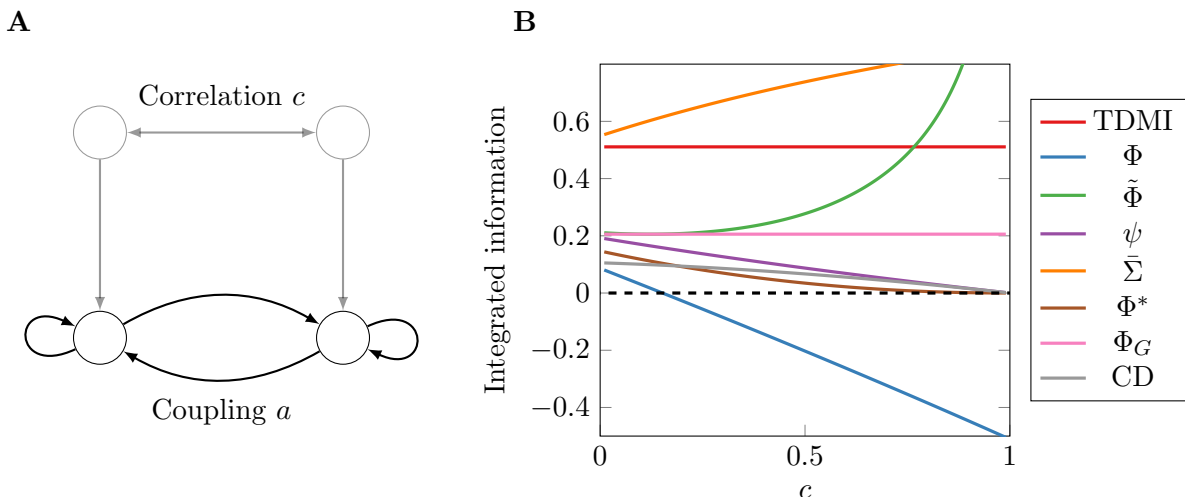 A
Correlation c
Coupling a
B
Integrated information
0.6
0.4
0.2
0
−0.2
−0.4
0
0.5
1
c
TDMI
Φ
Φ̃
ψ
Σ̄
Φ*
Φ_G
CD